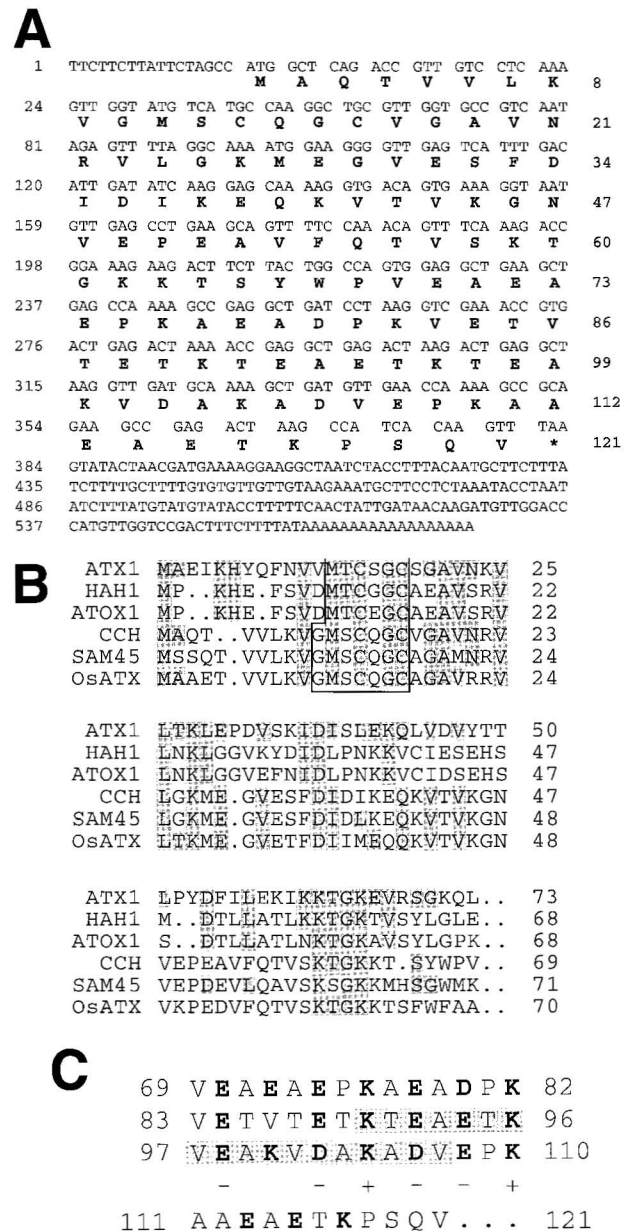 A
1 TTCTTCTTATTCTAGCC ATG GCT CAG ACC GTT GTC CTC AAA
M A Q T V V L K 8
24 GTT GGT ATG TCA TGC CAA GGC TGC GTT GGT GCC GTC AAT
V G M S C Q G C V G A V N 21
81 AGA GTT TTA GGC AAA ATG GAA GGG GTT GAG TCA TTT GAC
R V L G K M E G V E S F D 34
120 ATT GAT ATC AAG GAG CAA AAG GTG ACA GTG AAA GGT AAT
I D I K E Q K V T V K G N 47
159 GTT GAG CCT GAA GCA GTT TTC CAA ACA GTT TCA AAG ACC
V E P E A V F Q T V S K T 60
198 GGA AAG AAG ACT TCT TAC TGG CCA GTG GAG GCT GAA GCT
G K K T S Y W P V E A E A 73
237 GAG CCA AAA GCC GAG GCT GAT CCT AAG GTC GAA ACC GTG
E P K A E A D P K V E T V 86
276 ACT GAG ACT AAA ACC GAG GCT GAG ACT AAG ACT GAG GCT
T E T K T E A E T K T E A 99
315 AAG GTT GAT GCA AAA GCT GAT GTT GAA CCA AAA GCC GCA
K V D A K A D V E P K A A 112
354 GAA GCC GAG ACT AAG CCA TCA CAA GTT TAA
E A E T K P S Q V * 121
384 GTATACTAACGATGAAAAGGAAGGCTAATCTACCTTTACAATGCTTCTTTA
435 TCTTTTGCTTTTGTGTGTTGTTGTAAGAAATGCTTCCTCTAAATACCTAAT
486 ATCTTTATGTATGTATACCTTTTTCAACTATTGATAACAAGATGTTGGACC
537 CATGTTGGTCCGACTTTCTTTTATAAAAAAAAAAAAAAAAAA
B
ATX1 MAEIKHYQFNVVMTCSGCSGAVNKV 25
HAH1 MP.KHE.FSVDMTCGGCAEAVSRV 22
ATOX1 MP.KHE.FSVDMTCEGCAEAVSRV 22
CCH MAQT..VVLKVGMSCQGCVGAVNRV 23
SAM45 MSSQT.VVLKVGMSCQGCAGAMNRV 24
OsATX MAAET.VVLKVGMSCQGCAGAVRRV 24
ATX1 LTKLEPDVSKIDISLEKQLVDVYTT 50
HAH1 LNKLGGVKYDIDLPNKKVCIESEHS 47
ATOX1 LNKLGGVEFNIDLPNKKVCIDSEHS 47
CCH LGKME.GVESFDIDIKEQKVTVKGN 47
SAM45 LGKME.GVESFDIDLKEQKVTVKGN 48
OsATX LTKME.GVETFDIIMEQQKVTVKGN 48
ATX1 LPYDFILEKIKKTGKEVRSGKQL.. 73
HAH1 M..DTLLATLKKTGKTVSYLGLE.. 68
ATOX1 S..DTLLATLNKTGKAVSYLGPK.. 68
CCH VEPEAVFQTVSKTGKKT.SYWPV.. 69
SAM45 VEPDEVLQAVSKSGKKMHSGWMK.. 71
OsATX VKPEDVFQTVSKTGKKTSFWFAA.. 70
C
69 VEAEAEPKAEADPK 82
83 VETVTETKTEAETK 96
97 VEAKVDAKADVEPK 110
- - + - - +
111 AAEAETKPSQV... 121